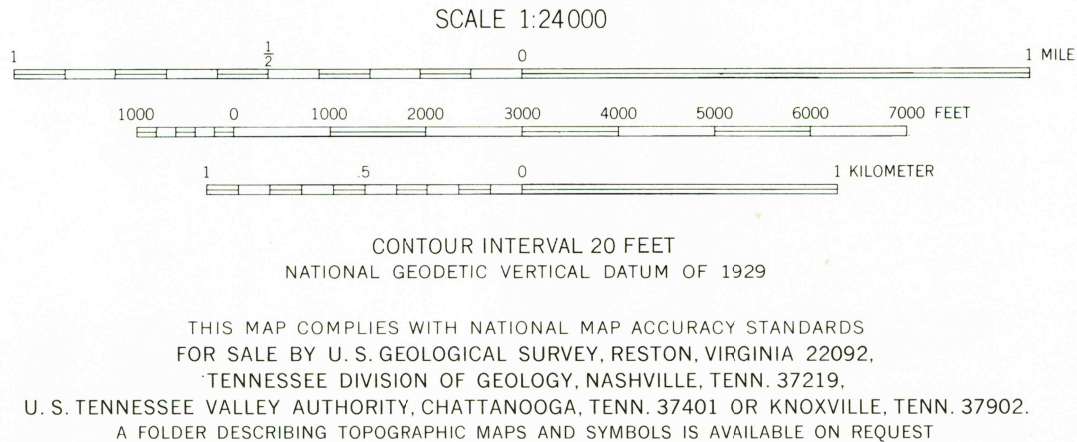 SCALE 1:24000
1 1/2 0 1 MILE
1000 0 1000 2000 3000 4000 5000 6000 7000 FEET
1 .5 0 1 KILOMETER
CONTOUR INTERVAL 20 FEET
NATIONAL GEODETIC VERTICAL DATUM OF 1929
THIS MAP COMPLIES WITH NATIONAL MAP ACCURACY STANDARDS
FOR SALE BY U. S. GEOLOGICAL SURVEY, RESTON, VIRGINIA 22092,
TENNESSEE DIVISION OF GEOLOGY, NASHVILLE, TENN. 37219,
U. S. TENNESSEE VALLEY AUTHORITY, CHATTANOOGA, TENN. 37401 OR KNOXVILLE, TENN. 37902.
A FOLDER DESCRIBING TOPOGRAPHIC MAPS AND SYMBOLS IS AVAILABLE ON REQUEST